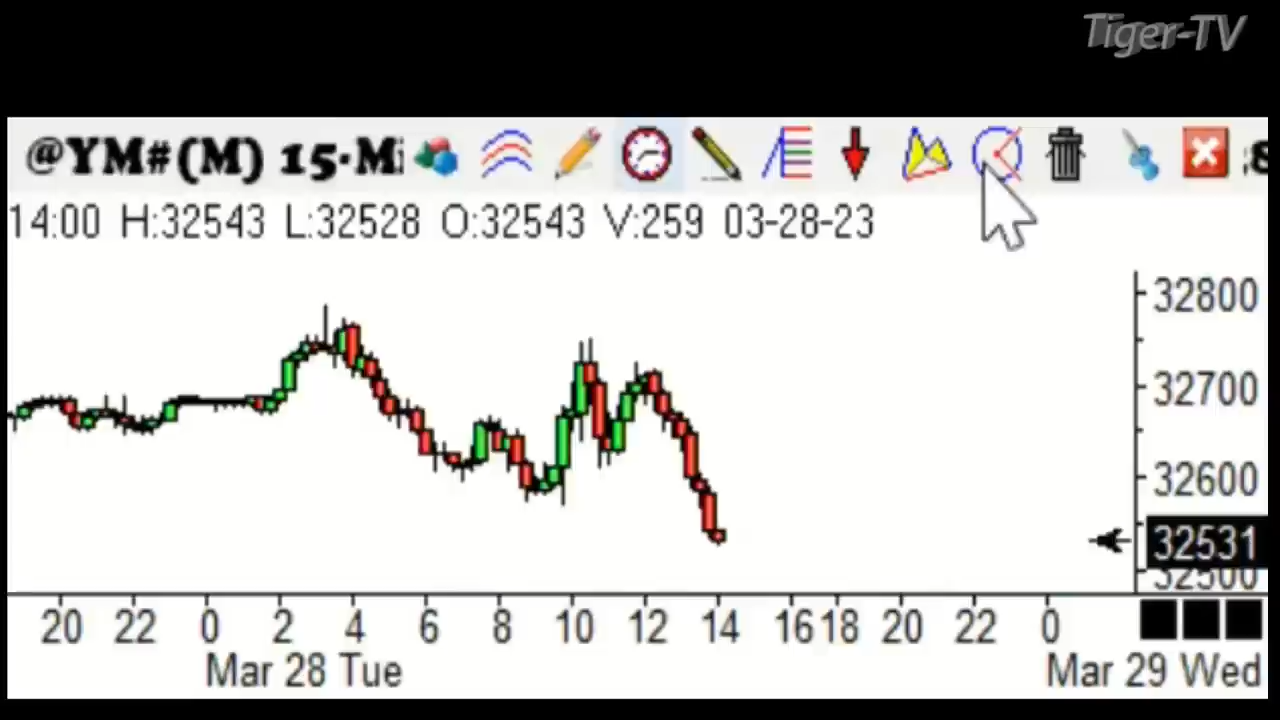 Tiger-TV
@YM#(M) 15-Mi
14:00 H:32543 L:32528 O:32543 V:259 03-28-23
32800
32700
32600
32531
32500
20 22 0 2 4 6 8 10 12 14 16 18 20 22 0
Mar 28 Tue Mar 29 Wed